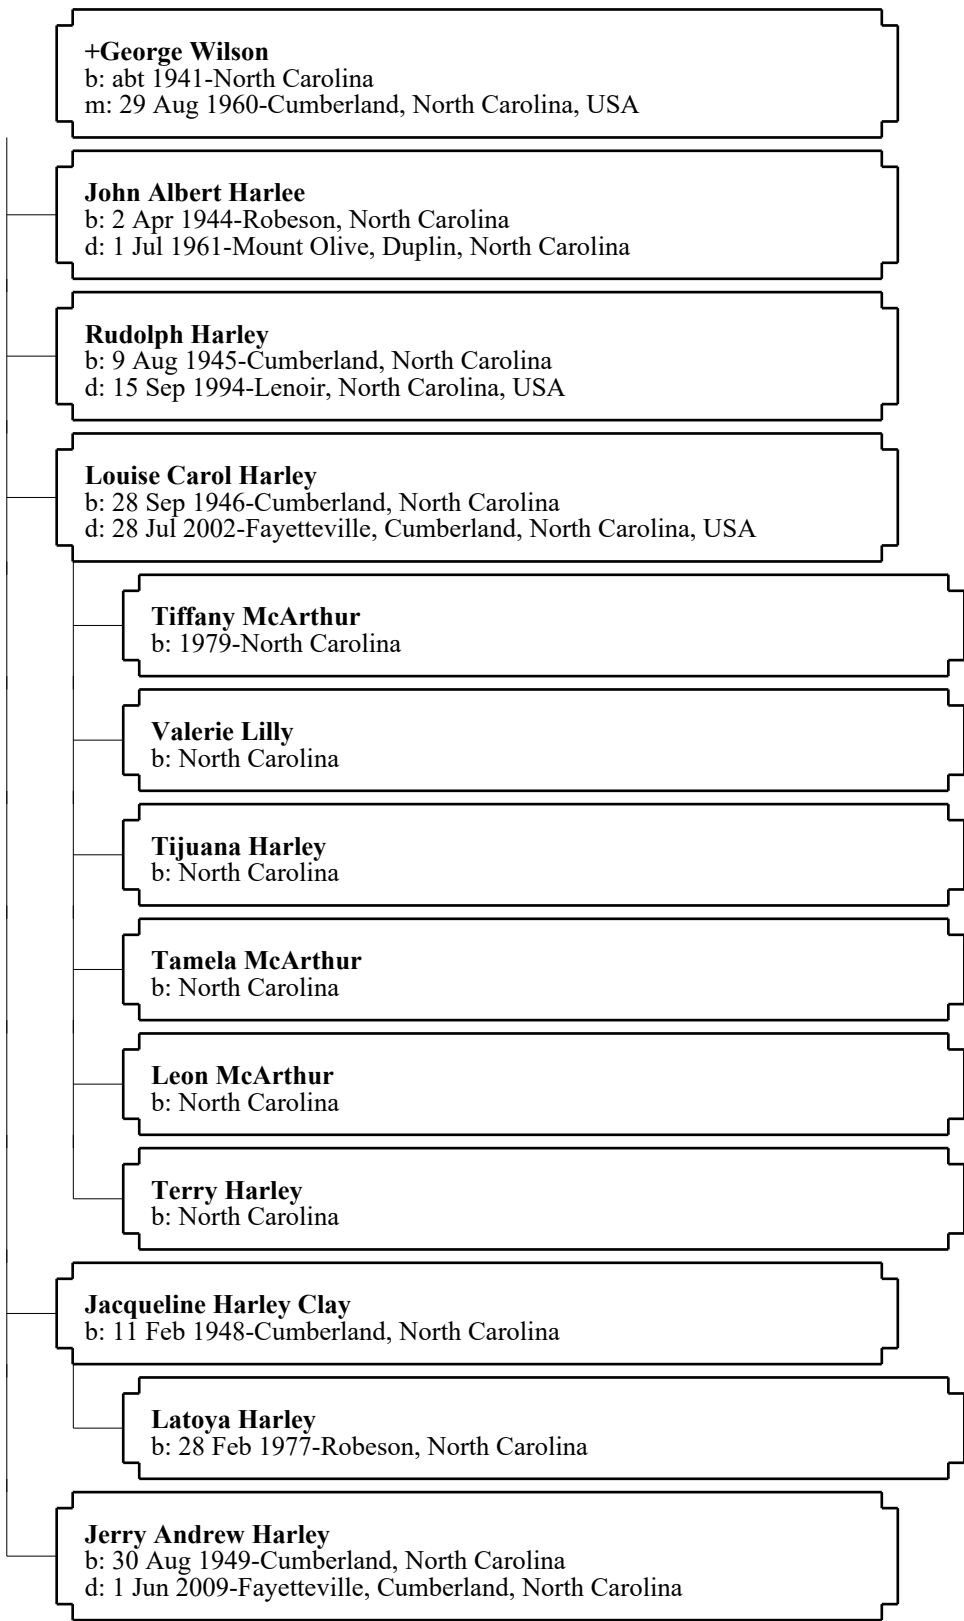 +George Wilson
b: abt 1941-North Carolina
m: 29 Aug 1960-Cumberland, North Carolina, USA
John Albert Harlee
b: 2 Apr 1944-Robeson, North Carolina
d: 1 Jul 1961-Mount Olive, Duplin, North Carolina
Rudolph Harley
b: 9 Aug 1945-Cumberland, North Carolina
d: 15 Sep 1994-Lenoir, North Carolina, USA
Louise Carol Harley
b: 28 Sep 1946-Cumberland, North Carolina
d: 28 Jul 2002-Fayetteville, Cumberland, North Carolina, USA
Tiffany McArthur
b: 1979-North Carolina
Valerie Lilly
b: North Carolina
Tijuana Harley
b: North Carolina
Tamela McArthur
b: North Carolina
Leon McArthur
b: North Carolina
Terry Harley
b: North Carolina
Jacqueline Harley Clay
b: 11 Feb 1948-Cumberland, North Carolina
Latoya Harley
b: 28 Feb 1977-Robeson, North Carolina
Jerry Andrew Harley
b: 30 Aug 1949-Cumberland, North Carolina
d: 1 Jun 2009-Fayetteville, Cumberland, North Carolina